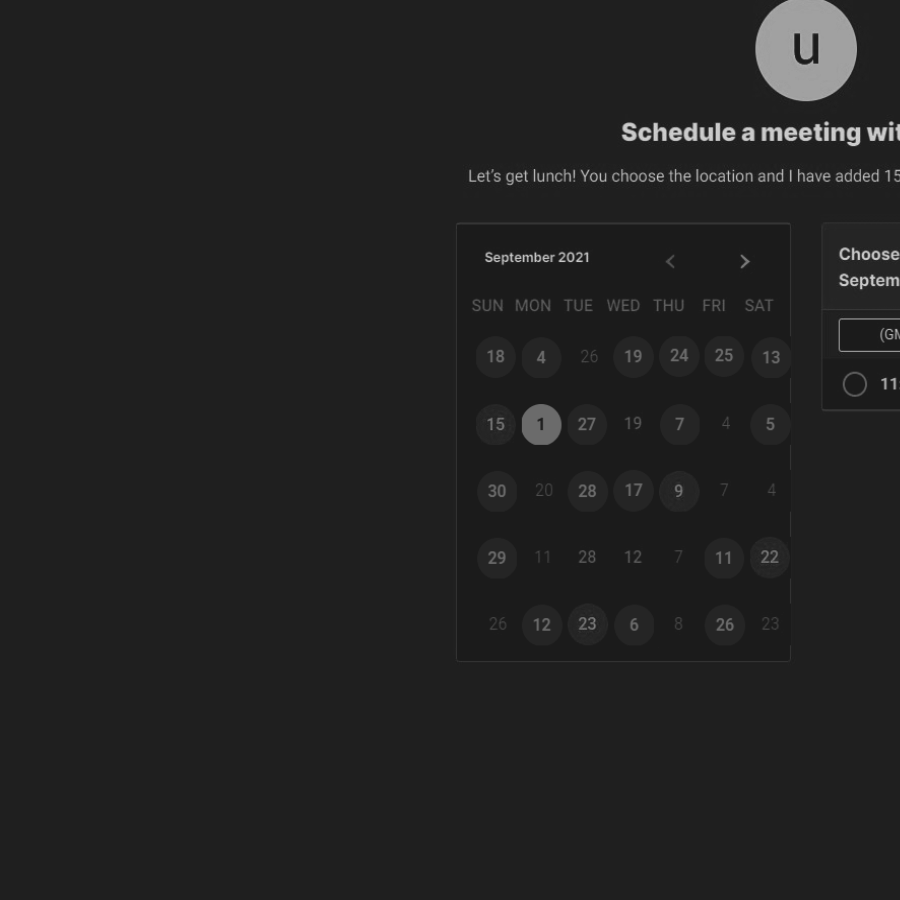 u
Schedule a meeting wit
Let's get lunch! You choose the location and I have added 15
September 2021
SUN MON TUE WED THU FRI SAT
18 4 26 19 24 25 13
15 1 27 19 7 4 5
30 20 28 17 9 7 4
29 11 28 12 7 11 22
26 12 23 6 8 26 23
Choose
Septem
(GM
11: